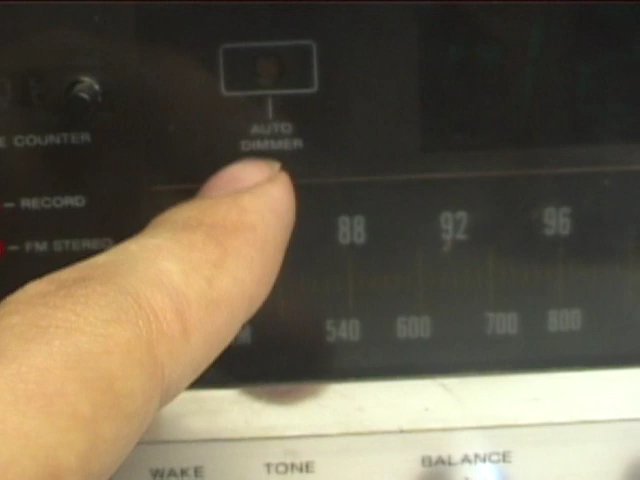 AUTO
DIMMER
E COUNTER
RECORD
FM STEREO
88 92 96
M 540 600 700 800
WAKE TONE BALANCE